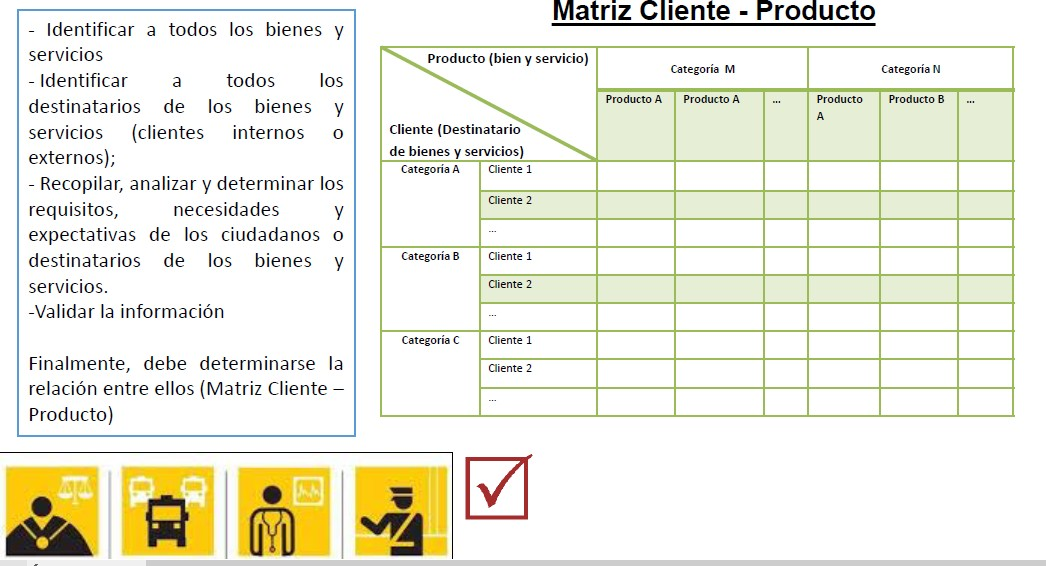 Matriz Cliente - Producto
- Identificar a todos los bienes y
servicios
- Identificar a todos los
destinatarios de los bienes y
servicios (clientes internos o
externos);
- Recopilar, analizar y determinar los
requisitos, necesidades y
expectativas de los ciudadanos o
destinatarios de los bienes y
servicios.
-Validar la información
Finalmente, debe determinarse la
relación entre ellos (Matriz Cliente –
Producto)
Producto (bien y servicio)
Cliente (Destinatario
de bienes y servicios)
Categoría M
Categoría N
Producto A
Producto A
...
Producto
A
Producto B
...
Categoría A
Cliente 1
Cliente 2
...
Categoría B
Cliente 1
Cliente 2
...
Categoría C
Cliente 1
Cliente 2
...